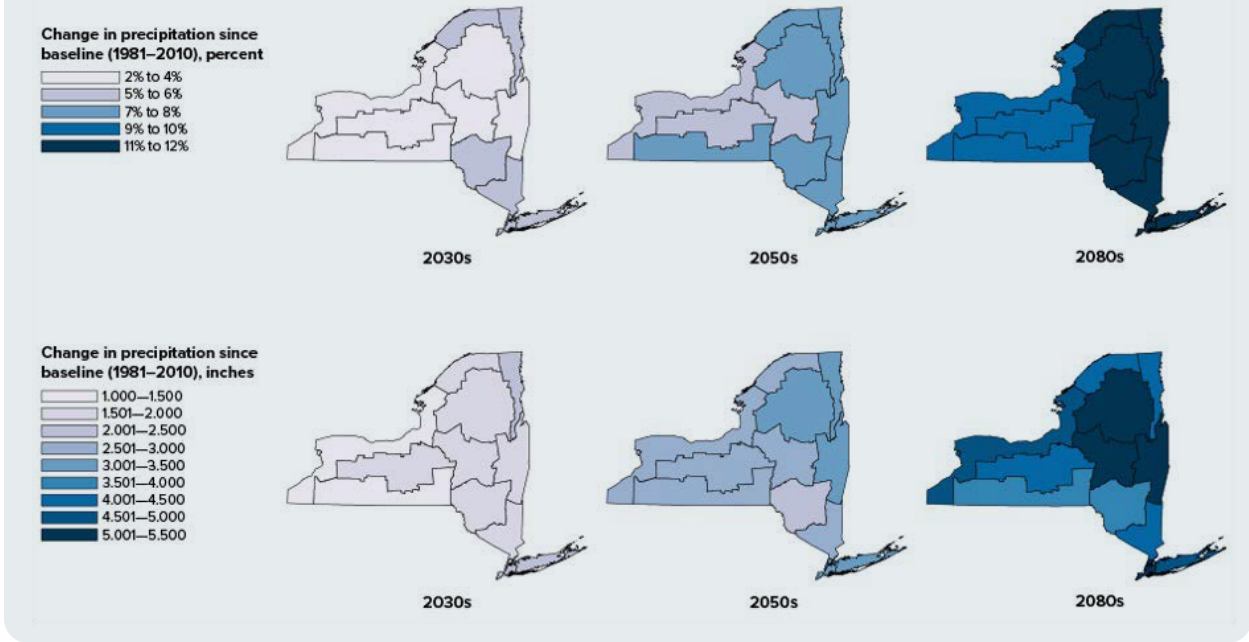 Change in precipitation since
baseline (1981–2010), percent
2% to 4%
5% to 6%
7% to 8%
9% to 10%
11% to 12%
2030s
2050s
2080s
Change in precipitation since
baseline (1981–2010), inches
1.000—1.500
1.501—2.000
2.001—2.500
2.501—3.000
3.001—3.500
3.501—4.000
4.001—4.500
4.501—5.000
5.001—5.500
2030s
2050s
2080s